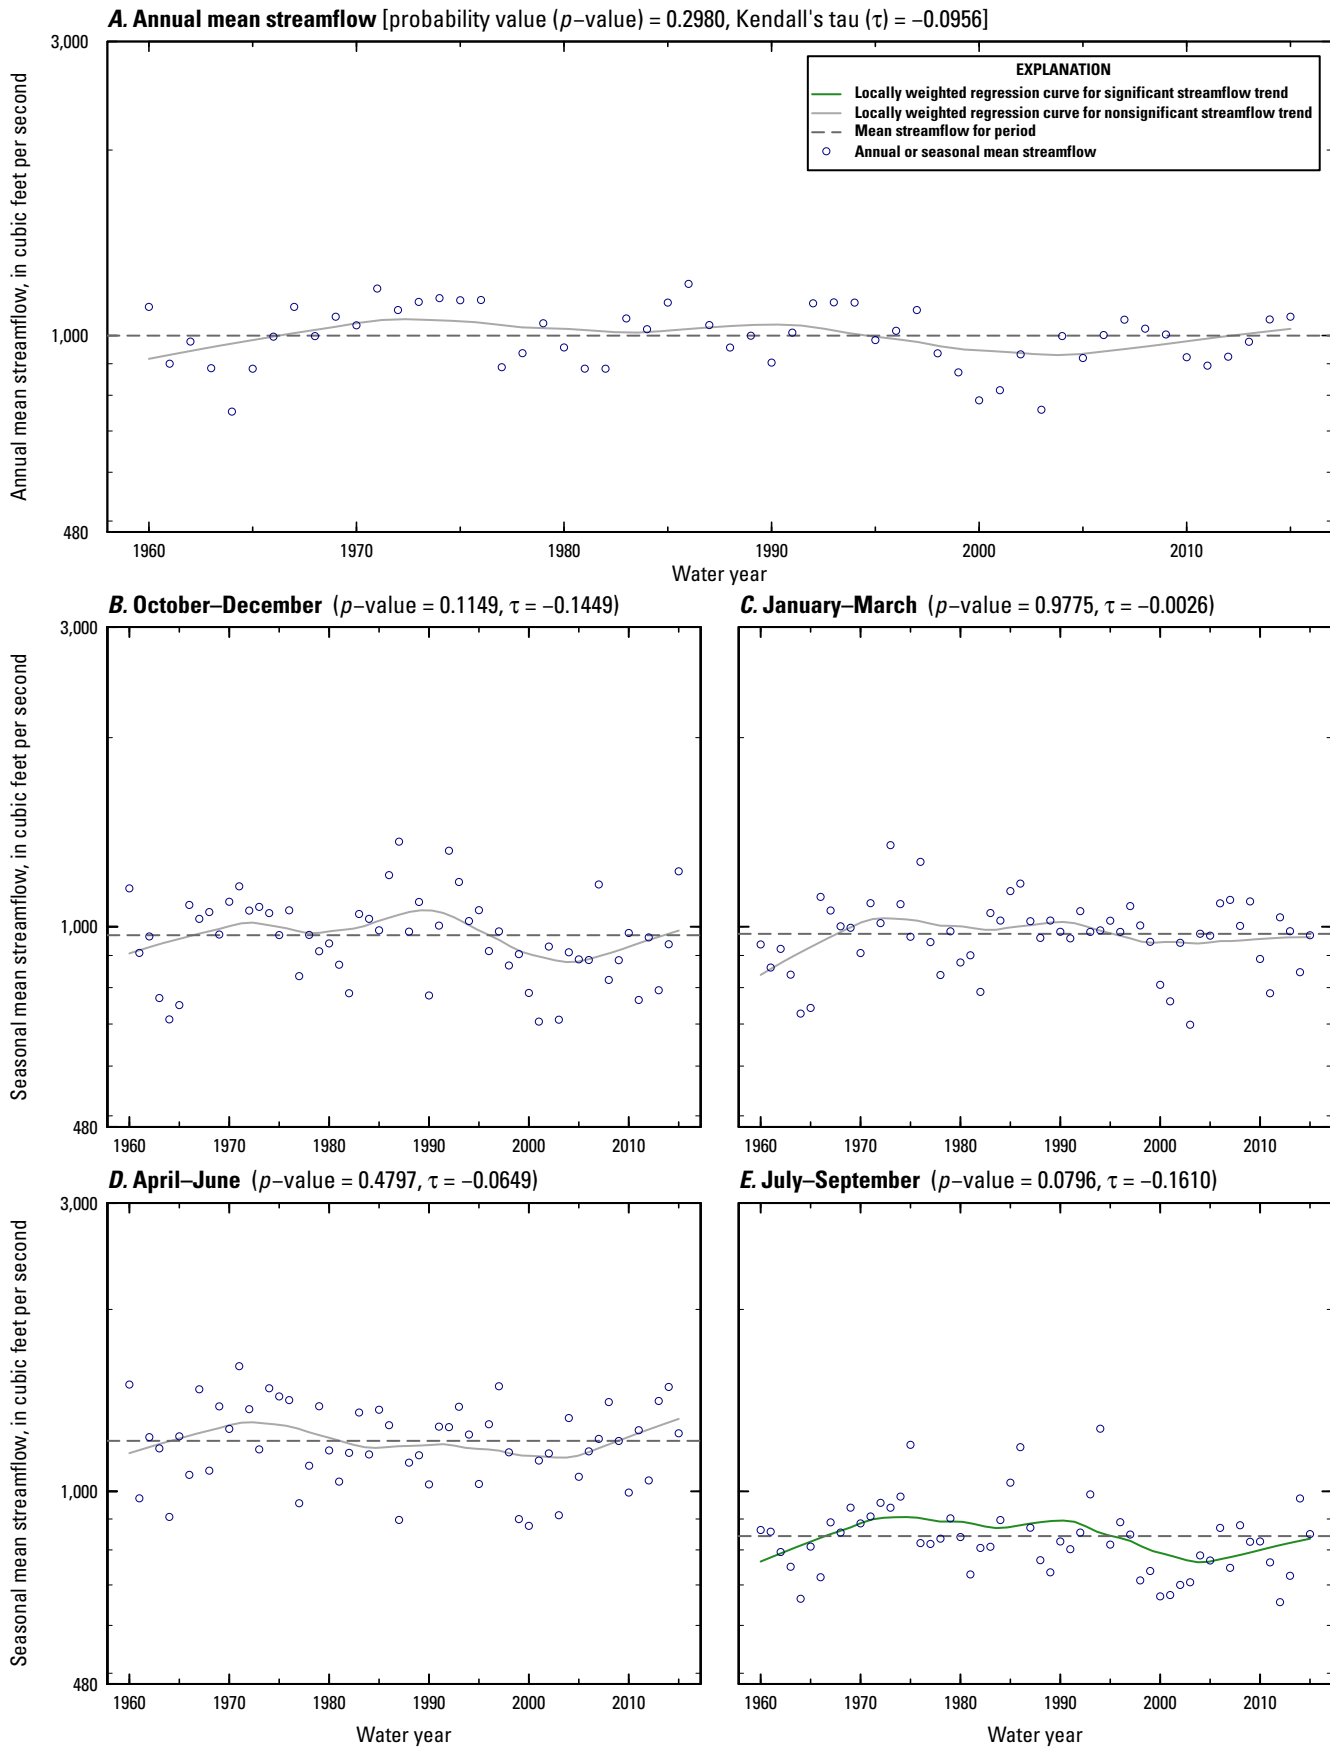 A. Annual mean streamflow [probability value (p−value) = 0.2980, Kendall's tau (τ) = −0.0956]
3,000
1,000
480
Annual mean streamflow, in cubic feet per second
EXPLANATION
Locally weighted regression curve for significant streamflow trend
Locally weighted regression curve for nonsignificant streamflow trend
Mean streamflow for period
Annual or seasonal mean streamflow
1960 1970 1980 1990 2000 2010
Water year
B. October–December (p−value = 0.1149, τ = −0.1449)
3,000
1,000
480
Seasonal mean streamflow, in cubic feet per second
1960 1970 1980 1990 2000 2010
C. January–March (p−value = 0.9775, τ = −0.0026)
1960 1970 1980 1990 2000 2010
D. April–June (p−value = 0.4797, τ = −0.0649)
3,000
1,000
480
Seasonal mean streamflow, in cubic feet per second
1960 1970 1980 1990 2000 2010
Water year
E. July–September (p−value = 0.0796, τ = −0.1610)
1960 1970 1980 1990 2000 2010
Water year